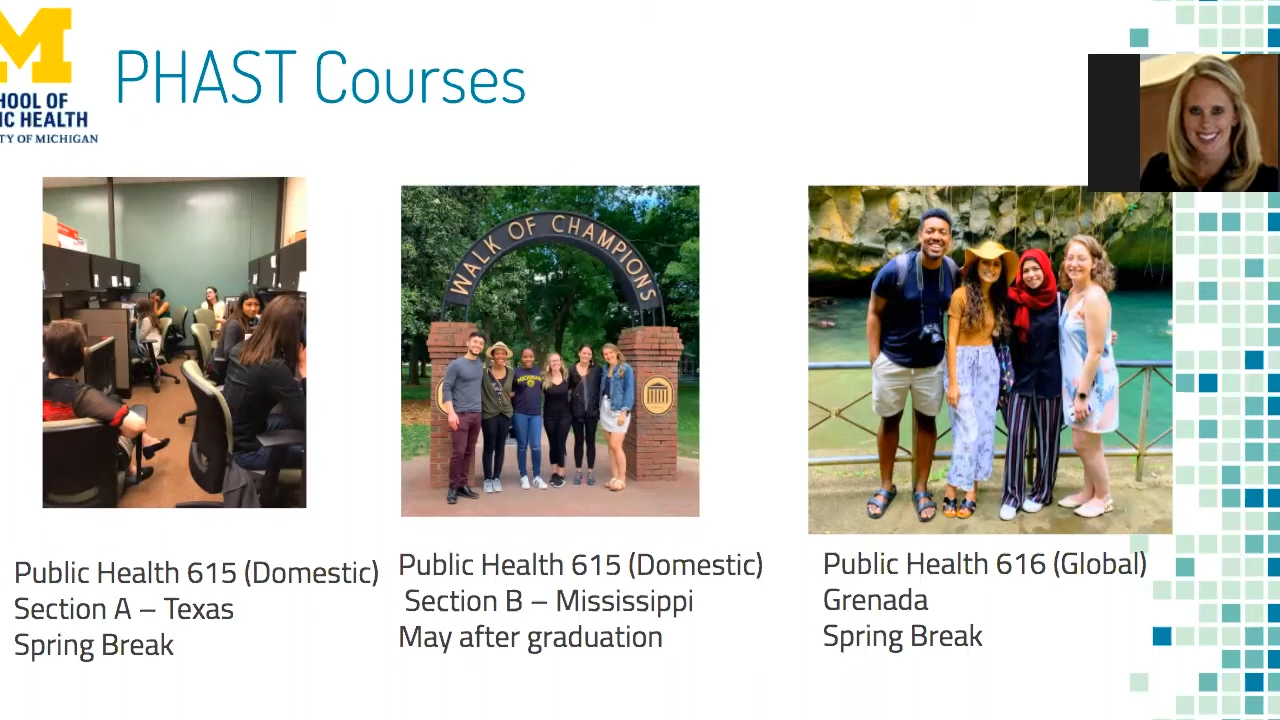 M
HOOL OF
IC HEALTH
TY OF MICHIGAN
PHAST Courses
WALK OF CHAMPIONS
Public Health 615 (Domestic)
Section A – Texas
Spring Break
Public Health 615 (Domestic)
Section B – Mississippi
May after graduation
Public Health 616 (Global)
Grenada
Spring Break